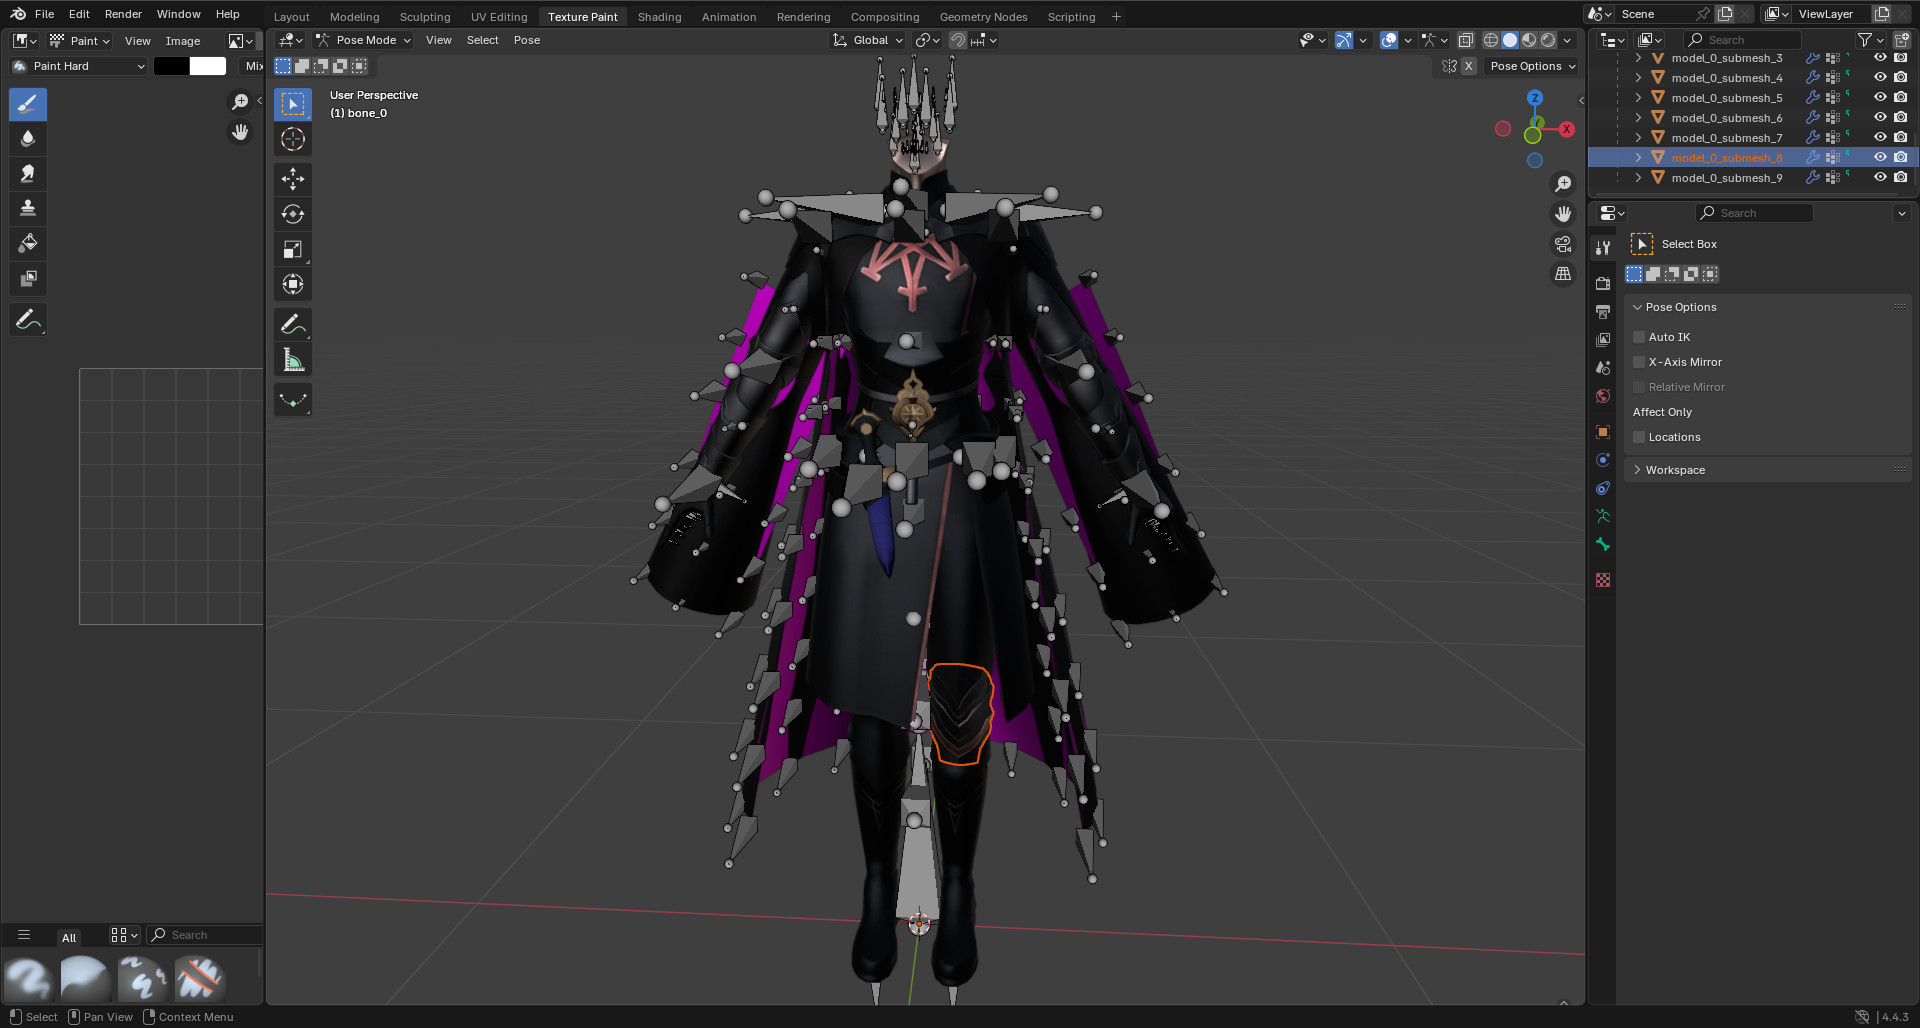 File Edit Render Window Help
Layout Modeling Sculpting UV Editing Texture Paint Shading Animation Rendering Compositing Geometry Nodes Scripting +
Scene
ViewLayer
Paint View Image
Pose Mode View Select Pose
Global
Search
Paint Hard
Mix
X Pose Options
User Perspective
(1) bone_0
Z
X
model_0_submesh_3
model_0_submesh_4
model_0_submesh_5
model_0_submesh_6
model_0_submesh_7
model_0_submesh_8
model_0_submesh_9
Search
Select Box
Pose Options
Auto IK
X-Axis Mirror
Relative Mirror
Affect Only
Locations
Workspace
All
Search
Select Pan View Context Menu
4.4.3